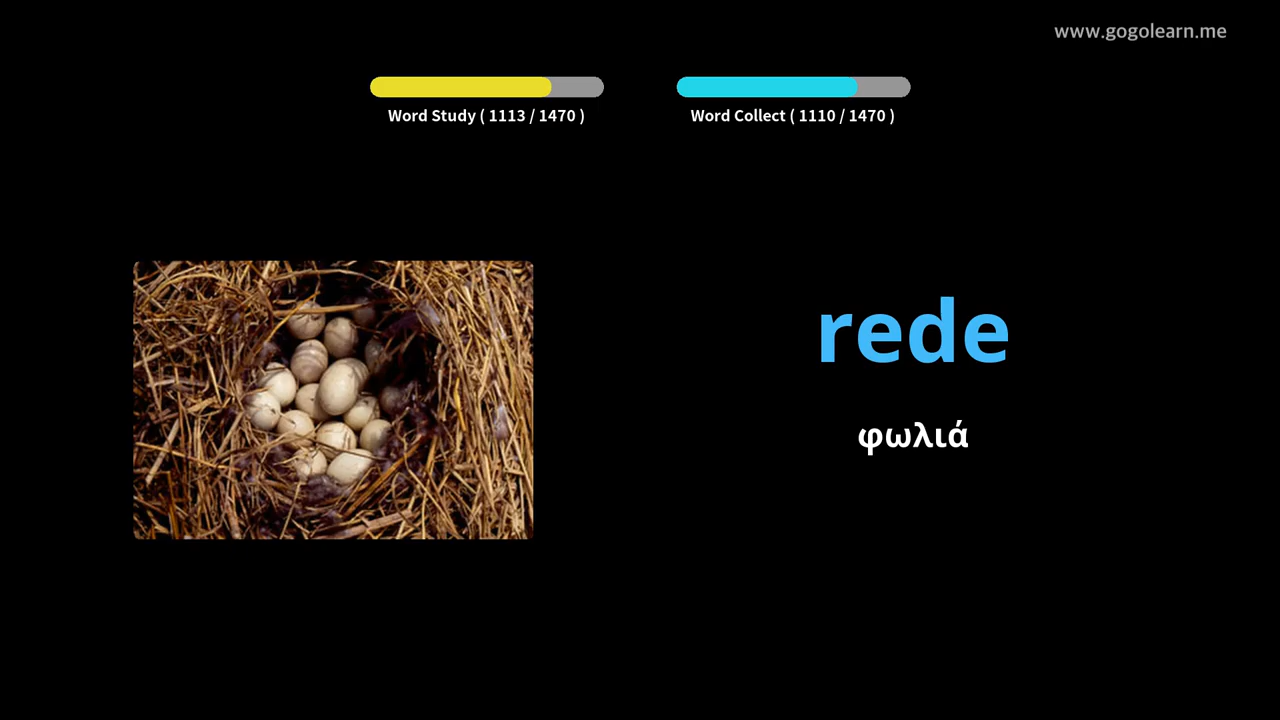 www.gogolearn.me
Word Study ( 1113 / 1470 )
Word Collect ( 1110 / 1470 )
rede
φωλιά